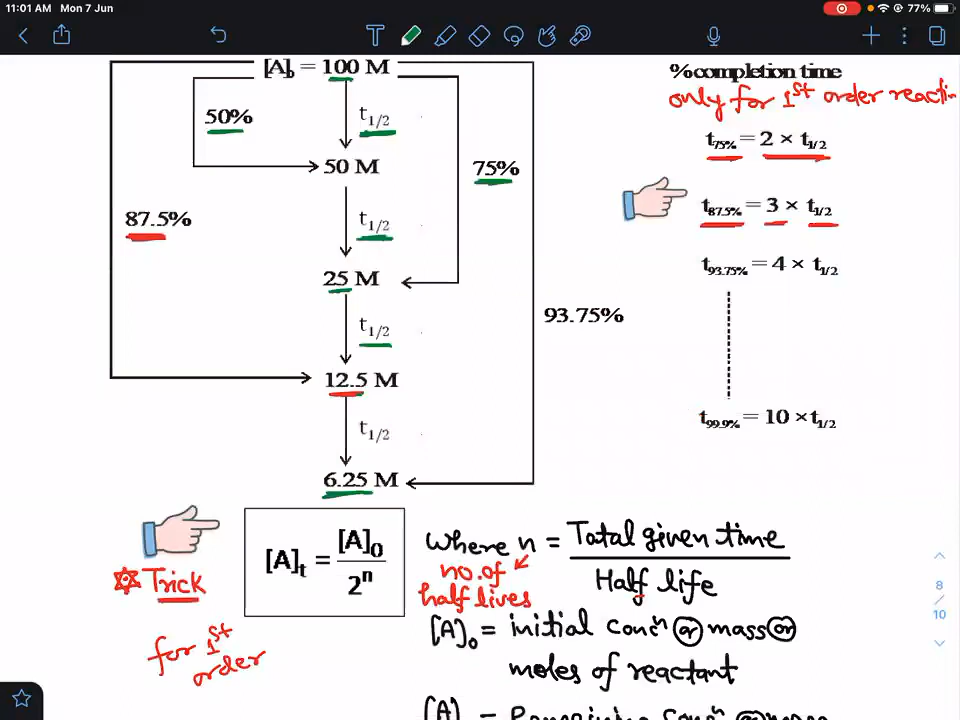 11:01 AM Mon 7 Jun
77%
[A]₀ = 100 M
% completion time
only for 1st order reacti
50%
t1/2
t75% = 2 × t1/2
50 M
75%
87.5%
t1/2
t87.5% = 3 × t1/2
25 M
t93.75% = 4 × t1/2
t1/2
93.75%
12.5 M
t1/2
t99.9% = 10 × t1/2
6.25 M
[A]t = [A]0 / 2ⁿ
Where n = Total given time / Half life
no. of
half lives
Trick
for 1st
order
[A]₀ = initial concⁿ or mass or
moles of reactant
8
/
10